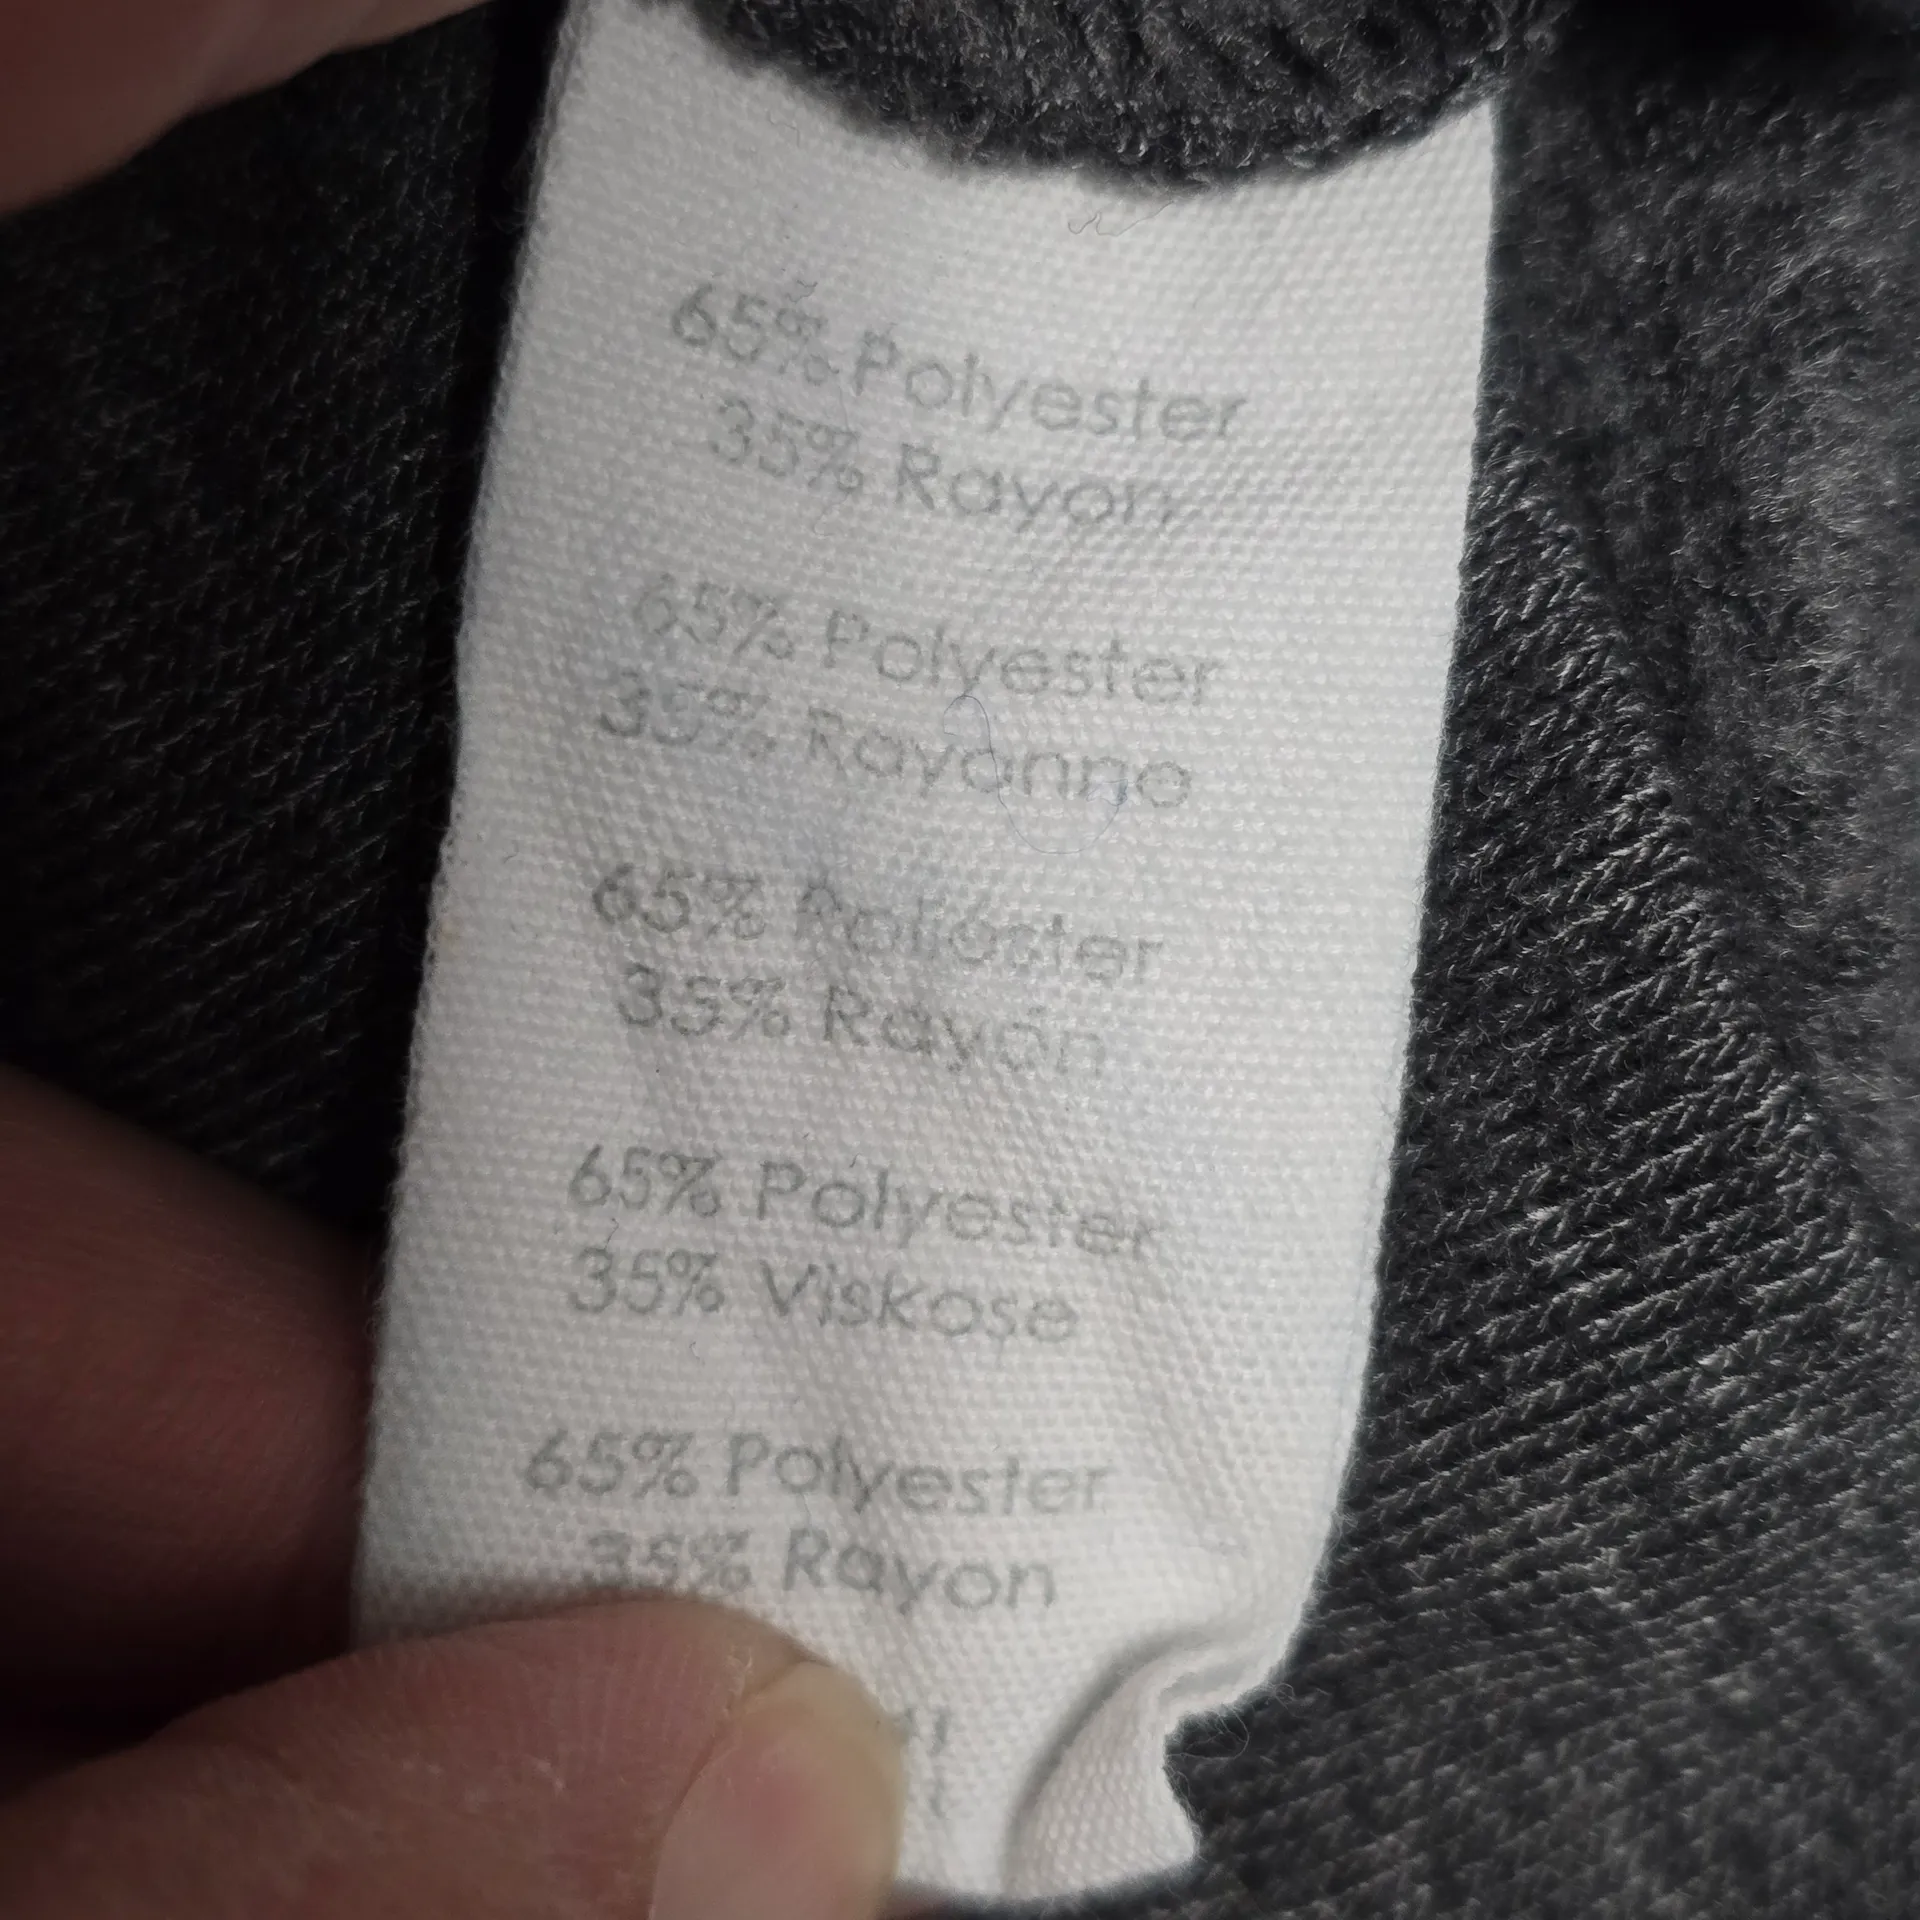 65% Polyester
35% Rayon
65% Polyester
35% Rayonne
65% Poliéster
35% Rayón
65% Polyester
35% Viskose
65% Polyester
35% Rayon